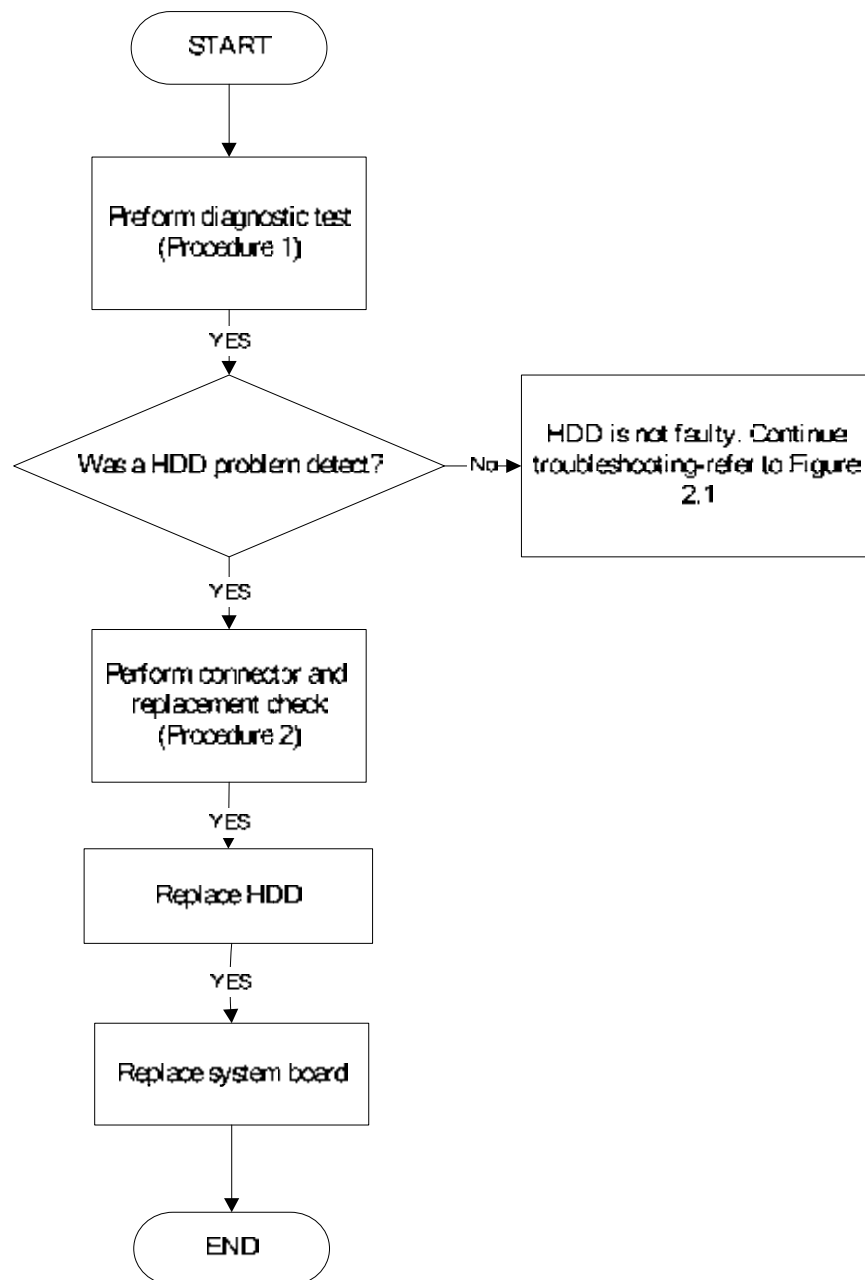 START
Preform diagnostic test
(Procedure 1)
YES
Was a HDD problem detect?
No
HDD is not faulty. Continue
troubleshooting-refer to Figure
2.1
YES
Perform connector and
replacement check
(Procedure 2)
YES
Replace HDD
YES
Replace system board
END